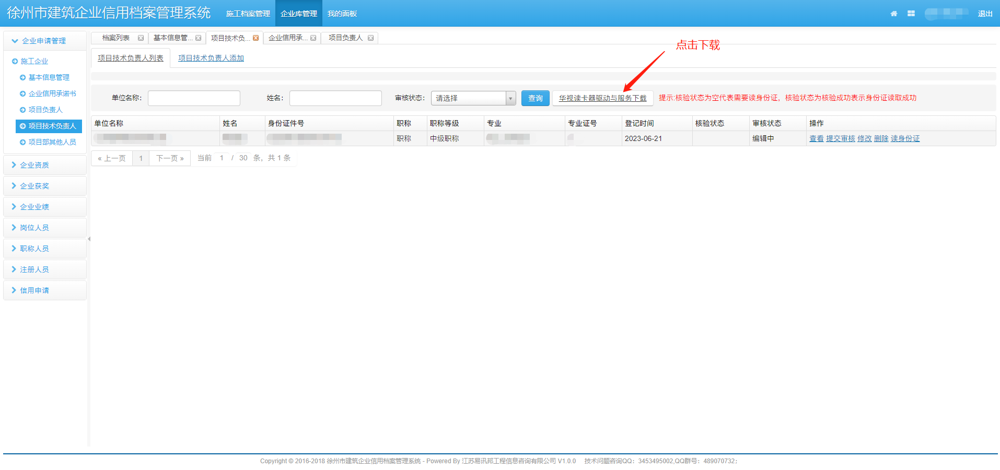 徐州市建筑企业信用档案管理系统 施工档案管理 企业库管理 我的面板 退出
企业申请管理
施工企业
基本信息管理
企业信用承诺书
项目负责人
项目技术负责人
项目部其他人员
企业资质
企业获奖
企业业绩
岗位人员
职称人员
注册人员
信用申请
档案列表 基本信息管... 项目技术负... 企业信用承... 项目负责人
点击下载
项目技术负责人列表 项目技术负责人添加
单位名称: 姓名: 审核状态: 请选择 查询 华视读卡器驱动与服务下载 提示:核验状态为空代表需要读身份证，核验状态为核验成功表示身份证读取成功
单位名称 姓名 身份证件号 职称 职称等级 专业 专业证号 登记时间 核验状态 审核状态 操作
职称 中级职称 2023-06-21 编辑中 查看 提交审核 修改 删除 读身份证
« 上一页 1 下一页 » 当前 1 / 30 条，共 1 条
Copyright © 2016-2018 徐州市建筑企业信用档案管理系统 - Powered By 江苏易讯邦工程信息咨询有限公司 V1.0.0 技术问题咨询QQ：3453495002,QQ群号：489070732;